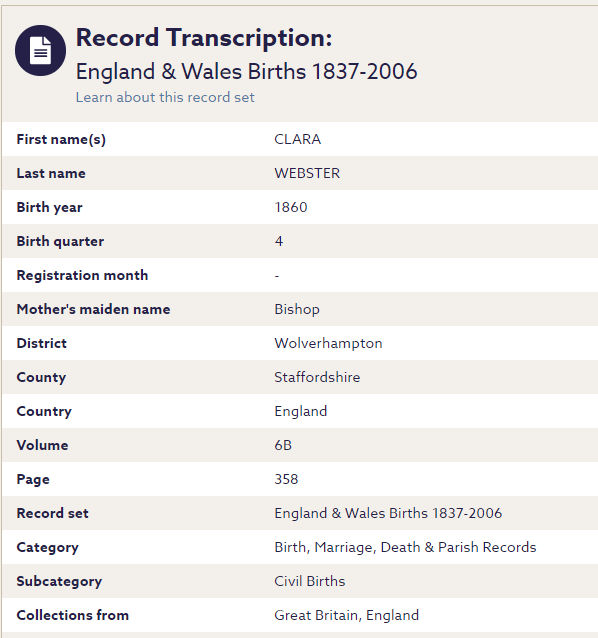 Record Transcription:
England & Wales Births 1837-2006
Learn about this record set
First name(s) CLARA
Last name WEBSTER
Birth year 1860
Birth quarter 4
Registration month -
Mother's maiden name Bishop
District Wolverhampton
County Staffordshire
Country England
Volume 6B
Page 358
Record set England & Wales Births 1837-2006
Category Birth, Marriage, Death & Parish Records
Subcategory Civil Births
Collections from Great Britain, England